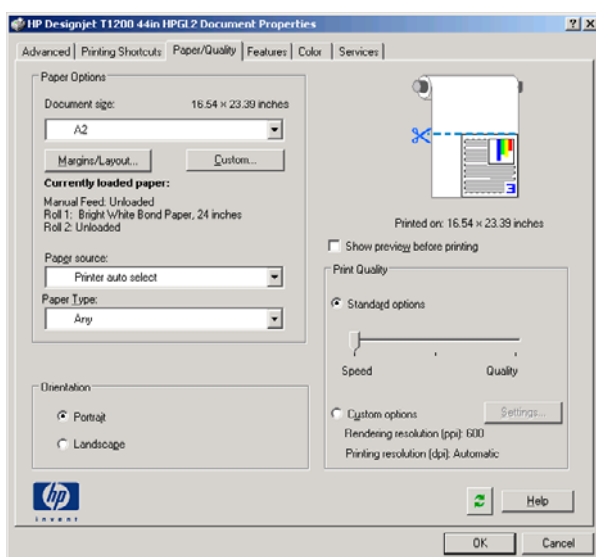 HP Designjet T1200 44in HPGL2 Document Properties
Advanced Printing Shortcuts Paper/Quality Features Color Services
Paper Options
Document size: 16.54 × 23.39 inches
A2
Margins/Layout... Custom...
Currently loaded paper:
Manual Feed: Unloaded
Roll 1: Bright White Bond Paper, 24 inches
Roll 2: Unloaded
Paper source:
Printer auto select
Paper Type:
Any
Orientation
Portrait
Landscape
3
Printed on: 16.54 × 23.39 inches
Show preview before printing
Print Quality
Standard options
Speed Quality
Custom options Settings...
Rendering resolution (ppi): 600
Printing resolution (dpi): Automatic
hp
invent
Help
OK Cancel